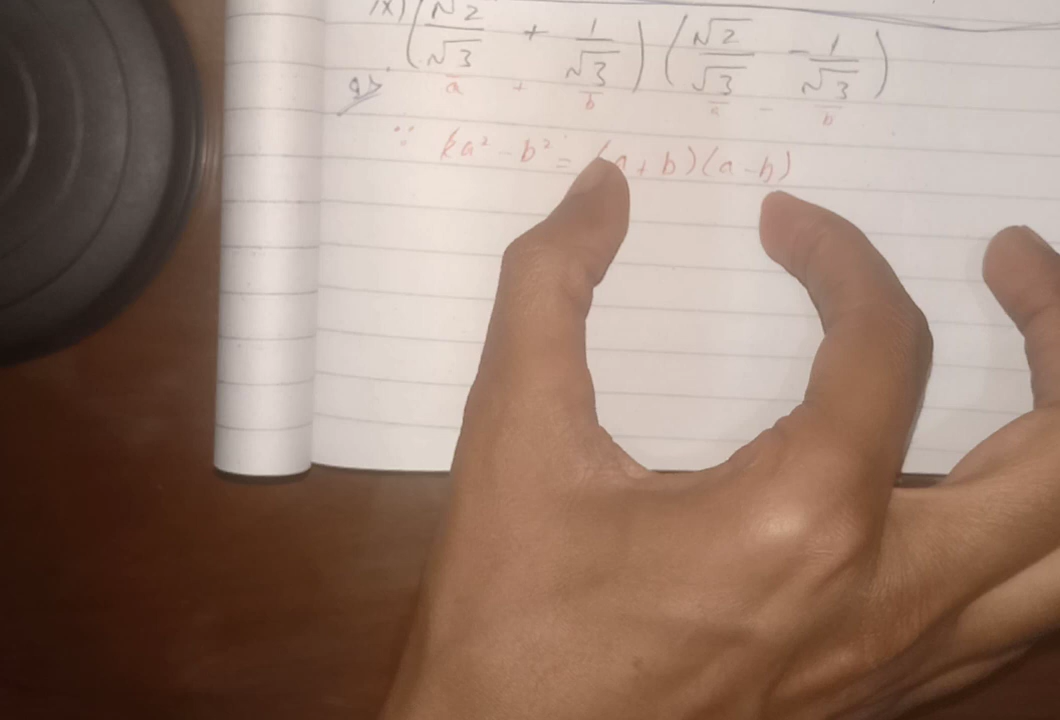 ix) (√2/√3 + 1/√3) (√2/√3 - 1/√3)
a + b a - b
∵ a² - b² = (a + b)(a - b)